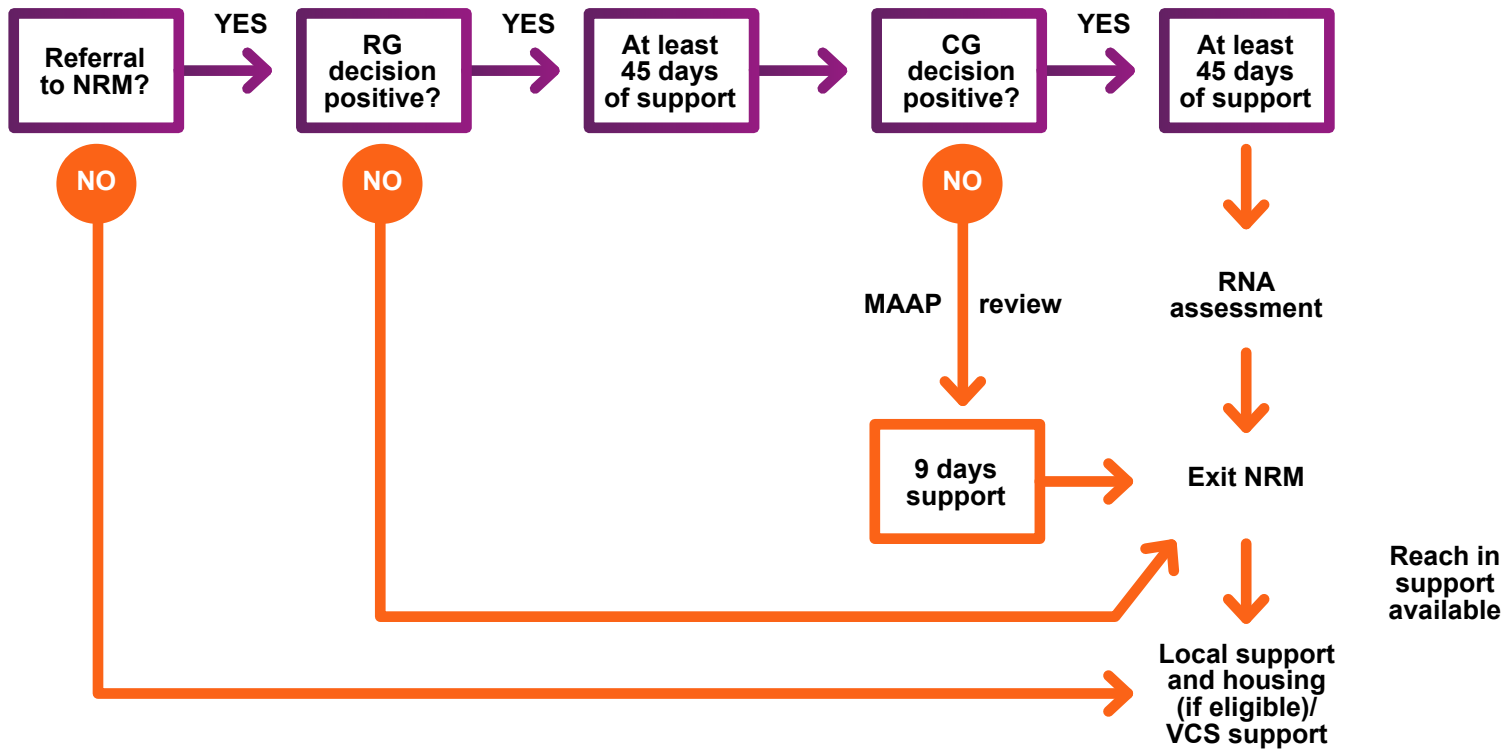 YES
YES
YES
Referral
to NRM?
RG
decision
positive?
At least
45 days
of support
CG
decision
positive?
At least
45 days
of support
NO
NO
NO
MAAP review
RNA
assessment
9 days
support
Exit NRM
Reach in
support
available
Local support
and housing
(if eligible)/
VCS support